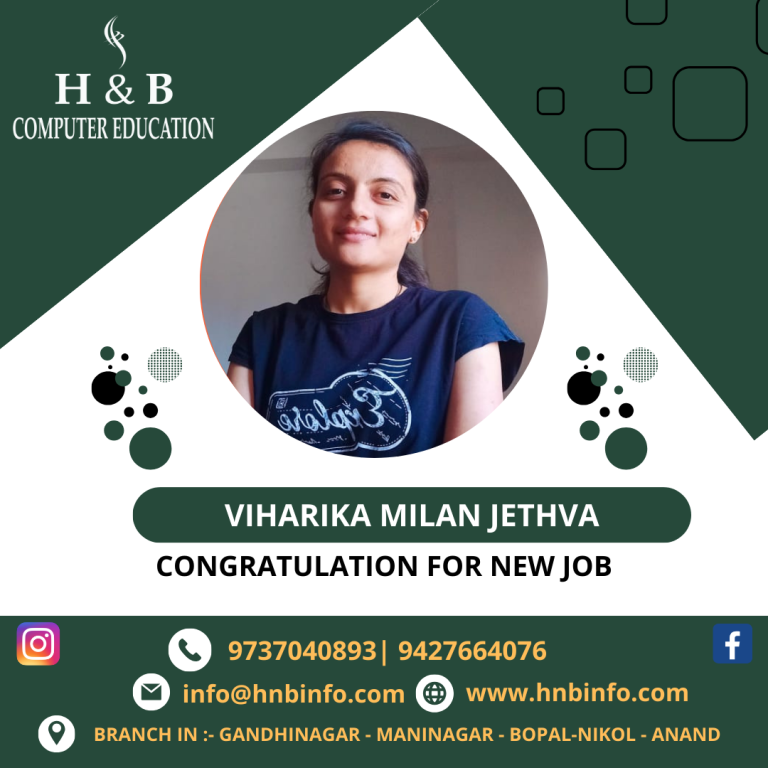 H & B
COMPUTER EDUCATION
Explore
VIHARIKA MILAN JETHVA
CONGRATULATION FOR NEW JOB
9737040893| 9427664076
info@hnbinfo.com
www.hnbinfo.com
BRANCH IN :- GANDHINAGAR - MANINAGAR - BOPAL-NIKOL - ANAND